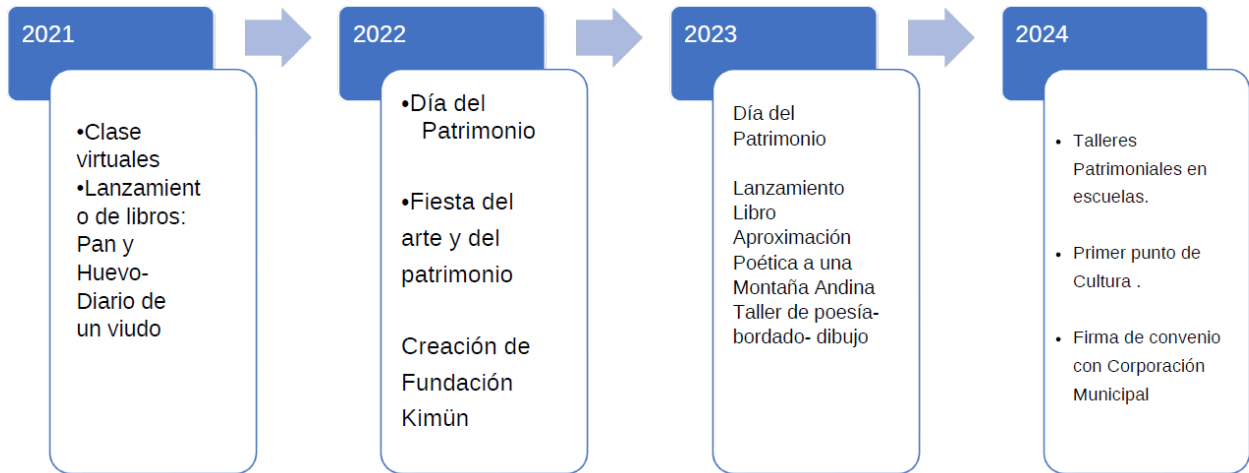 2021
•Clase
virtuales
•Lanzamient
o de libros:
Pan y
Huevo-
Diario de
un viudo
2022
•Día del
Patrimonio
•Fiesta del
arte y del
patrimonio
Creación de
Fundación
Kimün
2023
Día del
Patrimonio
Lanzamiento
Libro
Aproximación
Poética a una
Montaña Andina
Taller de poesía-
bordado- dibujo
2024
• Talleres
Patrimoniales en
escuelas.
• Primer punto de
Cultura .
• Firma de convenio
con Corporación
Municipal